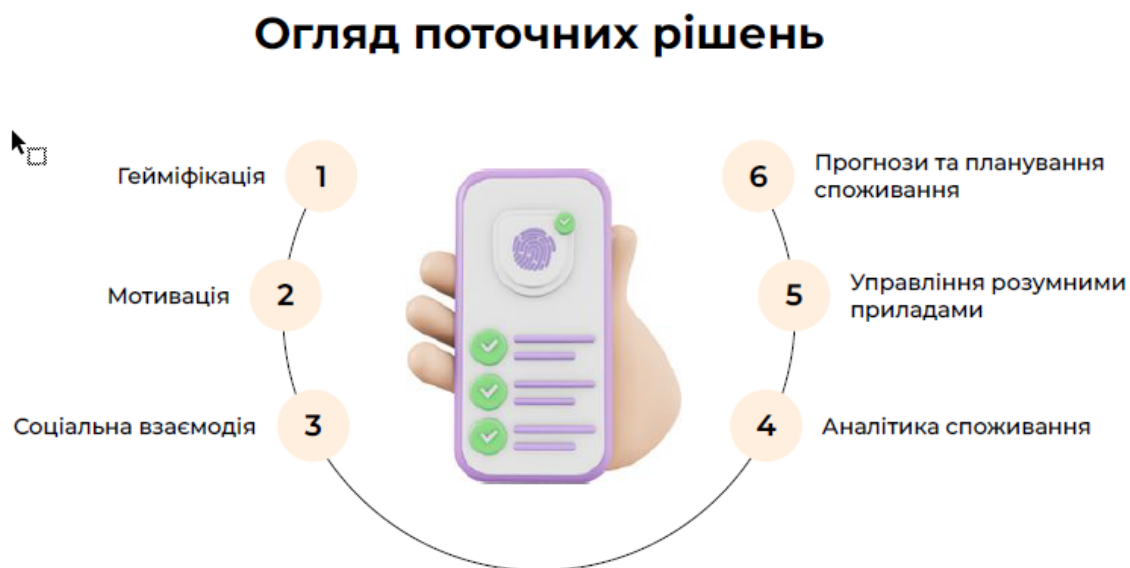 Огляд поточних рішень
Гейміфікація
1
Мотивація
2
Соціальна взаємодія
3
4
Аналітика споживання
5
Управління розумними
приладами
6
Прогнози та планування
споживання